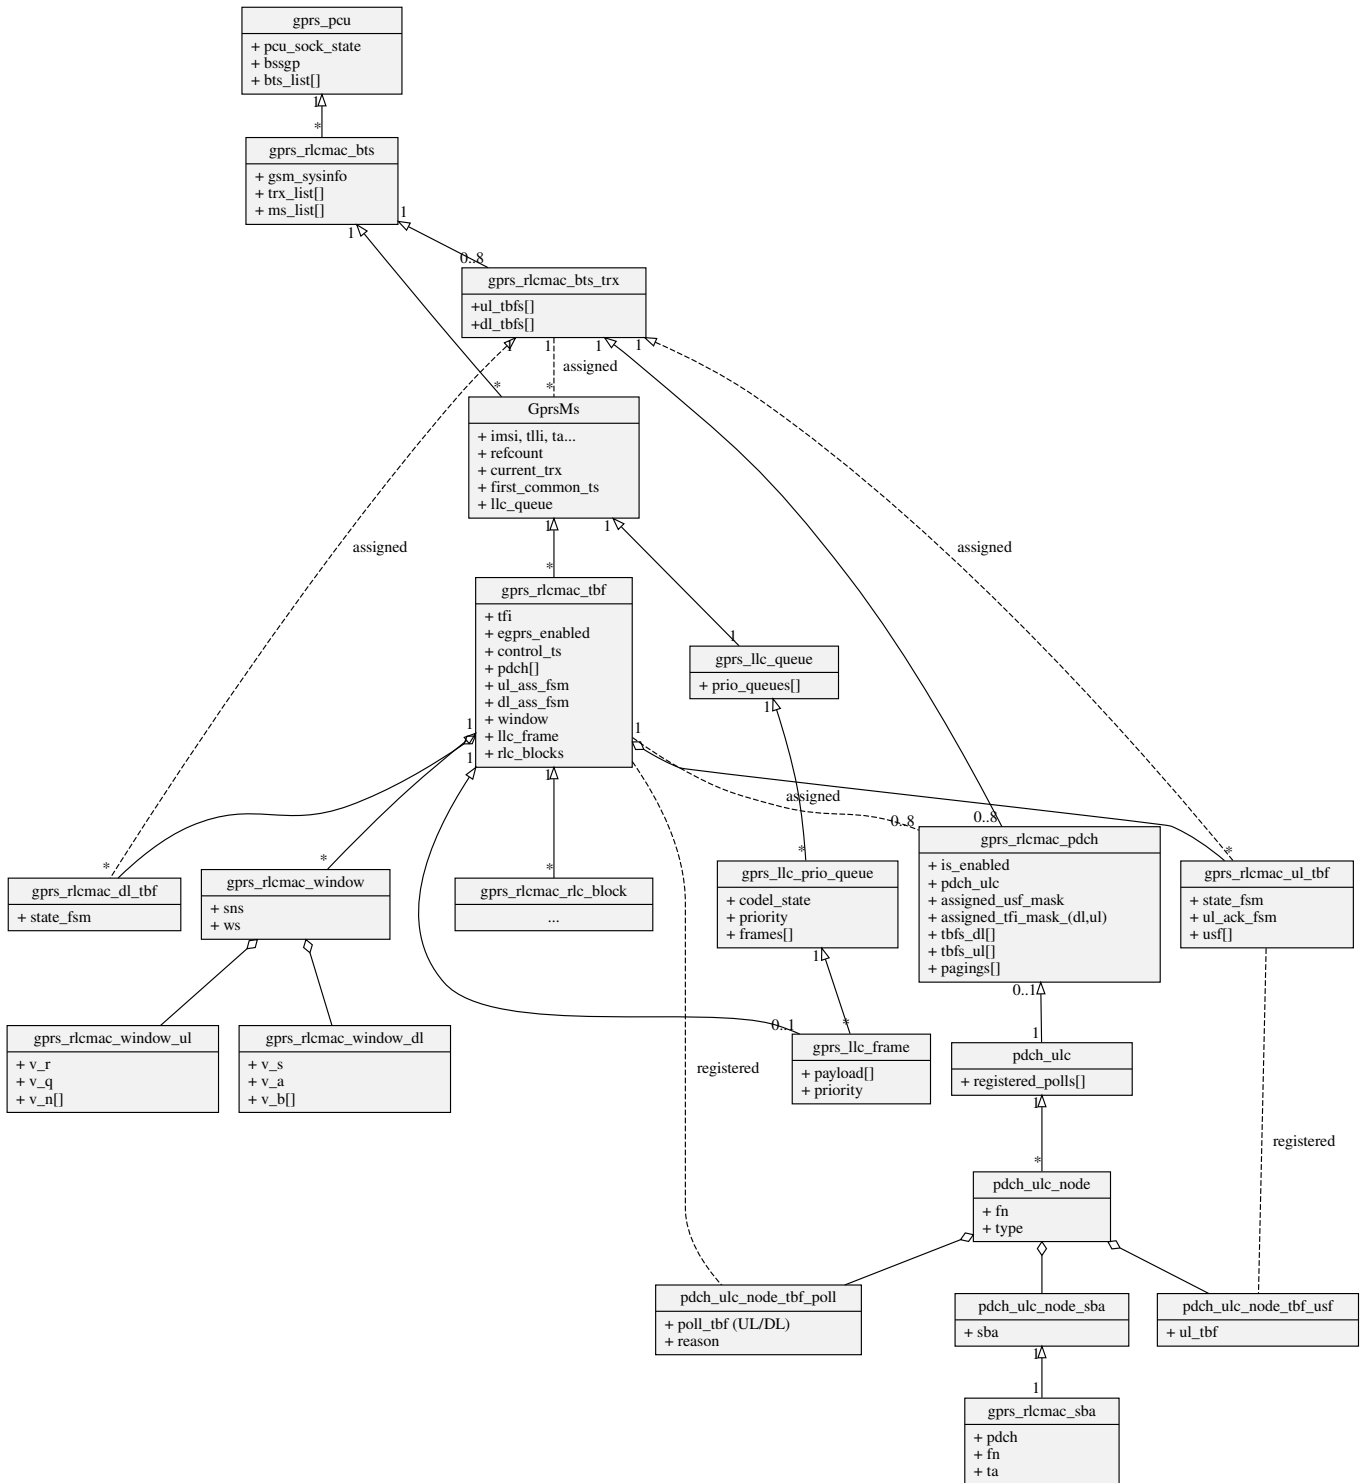 gprs_pcu
+ pcu_sock_state
+ bssgp
+ bts_list[]
1
*
gprs_rlcmac_bts
+ gsm_sysinfo
+ trx_list[]
+ ms_list[]
1
1
0..8
gprs_rlcmac_bts_trx
+ul_tbfs[]
+dl_tbfs[]
1
1
1
1
assigned
*
*
GprsMs
+ imsi, tlli, ta...
+ refcount
+ current_trx
+ first_common_ts
+ llc_queue
1
1
assigned
assigned
*
gprs_rlcmac_tbf
+ tfi
+ egprs_enabled
+ control_ts
+ pdch[]
+ ul_ass_fsm
+ dl_ass_fsm
+ window
+ llc_frame
+ rlc_blocks
1
gprs_llc_queue
+ prio_queues[]
1
1
1
1
1
assigned
0..8
0..8
*
*
*
*
*
gprs_rlcmac_dl_tbf
+ state_fsm
gprs_rlcmac_window
+ sns
+ ws
gprs_rlcmac_rlc_block
...
gprs_llc_prio_queue
+ codel_state
+ priority
+ frames[]
1
gprs_rlcmac_pdch
+ is_enabled
+ pdch_ulc
+ assigned_usf_mask
+ assigned_tfi_mask_(dl,ul)
+ tbfs_dl[]
+ tbfs_ul[]
+ pagings[]
0..1
gprs_rlcmac_ul_tbf
+ state_fsm
+ ul_ack_fsm
+ usf[]
gprs_rlcmac_window_ul
+ v_r
+ v_q
+ v_n[]
gprs_rlcmac_window_dl
+ v_s
+ v_a
+ v_b[]
registered
0..1
*
gprs_llc_frame
+ payload[]
+ priority
1
pdch_ulc
+ registered_polls[]
1
registered
*
pdch_ulc_node
+ fn
+ type
pdch_ulc_node_tbf_poll
+ poll_tbf (UL/DL)
+ reason
pdch_ulc_node_sba
+ sba
pdch_ulc_node_tbf_usf
+ ul_tbf
1
1
gprs_rlcmac_sba
+ pdch
+ fn
+ ta